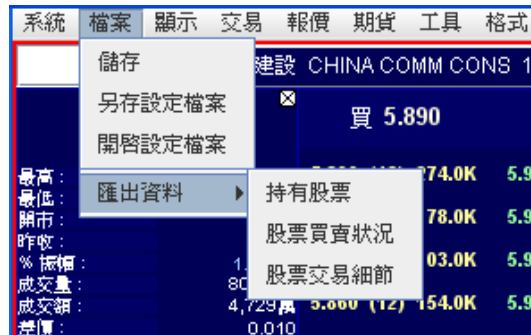 系統 檔案 顯示 交易 報價 期貨 工具 格式
儲存
建設 CHINA COMM CONS 1
另存設定檔案
買 5.890
開啓設定檔案
最高：
274.0K 5.9
匯出資料
持有股票
最低：
開市：
78.0K 5.9
昨收：
股票買賣狀況
% 振幅：
1,
03.0K 5.9
成交量：
80
股票交易細節
成交額：
4,729萬 5.860 (12) 154.0K 5.9
差價：
0.010